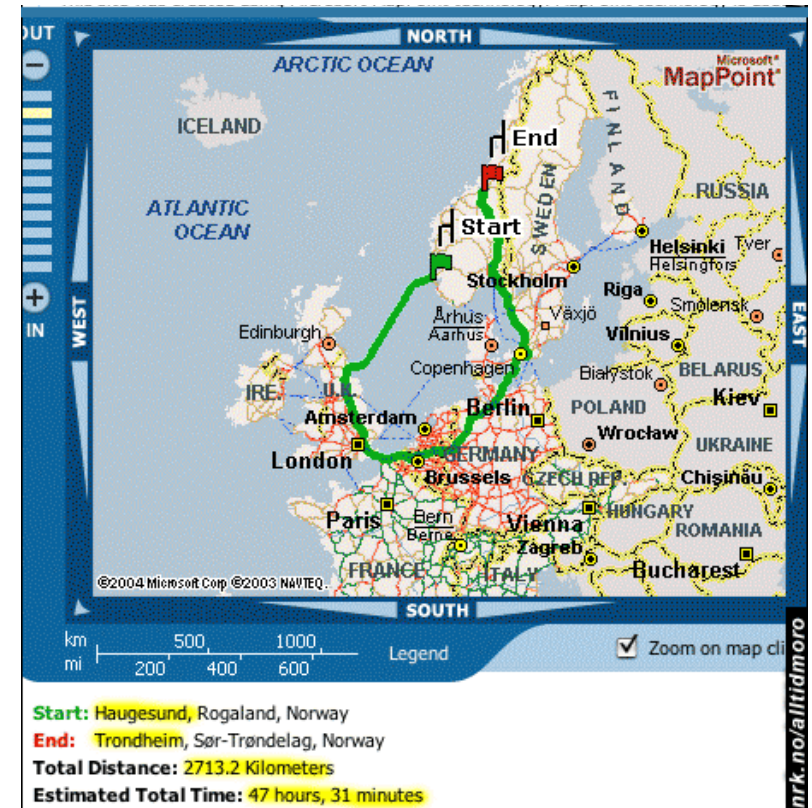 OUT
NORTH
ARCTIC OCEAN
Microsoft®
MapPoint®
ICELAND
FINLAND
End
ATLANTIC
OCEAN
SWEDEN
RUSSIA
Start
Helsinki
Helsingfors
Tver
Stockholm
Riga
Smolensk
IN
WEST
EAST
Edinburgh
Århus
Aarhus
Växjö
Vilnius
Copenhagen
Białystok
BELARUS
IRE.
U.K.
Amsterdam
Berlin
POLAND
Kiev
Wrocław
London
GERMANY
UKRAINE
Brussels
CZECH REP.
Chișinău
Paris
Bern
Berne
Vienna
HUNGARY
ROMANIA
Zagreb
FRANCE
ITALY
Bucharest
©2004 Microsoft Corp ©2003 NAVTEQ.
SOUTH
km 500 1000
mi 200 400 600
Legend
Zoom on map cli
nrk.no/alltidmoro
Start: Haugesund, Rogaland, Norway
End: Trondheim, Sør-Trøndelag, Norway
Total Distance: 2713.2 Kilometers
Estimated Total Time: 47 hours, 31 minutes